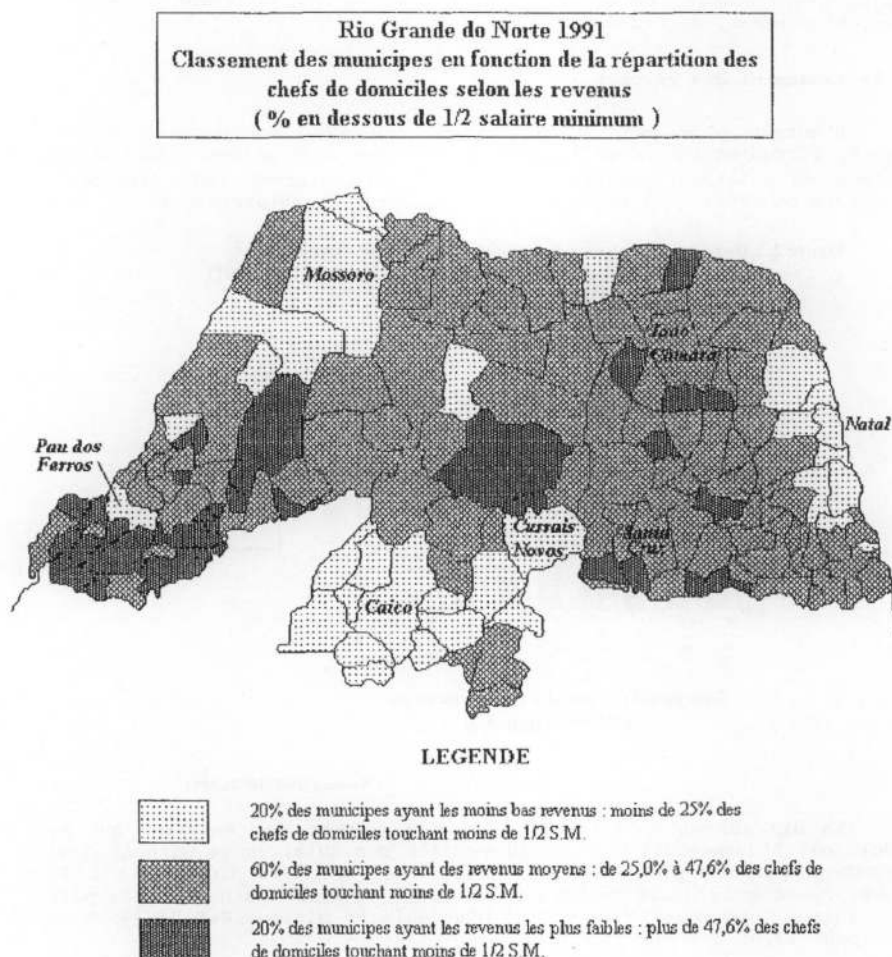 Rio Grande do Norte 1991
Classement des municipes en fonction de la répartition des
chefs de domiciles selon les revenus
( % en dessous de 1/2 salaire minimum )
Mossoro
Joao
Camara
Natal
Pau dos
Ferros
Currais
Novos
Santa
Cruz
Caico
LEGENDE
20% des municipes ayant les moins bas revenus : moins de 25% des
chefs de domiciles touchant moins de 1/2 S.M.
60% des municipes ayant des revenus moyens : de 25,0% à 47,6% des chefs de
domiciles touchant moins de 1/2 S.M.
20% des municipes ayant les revenus les plus faibles : plus de 47,6% des chefs
de domiciles touchant moins de 1/2 S.M.